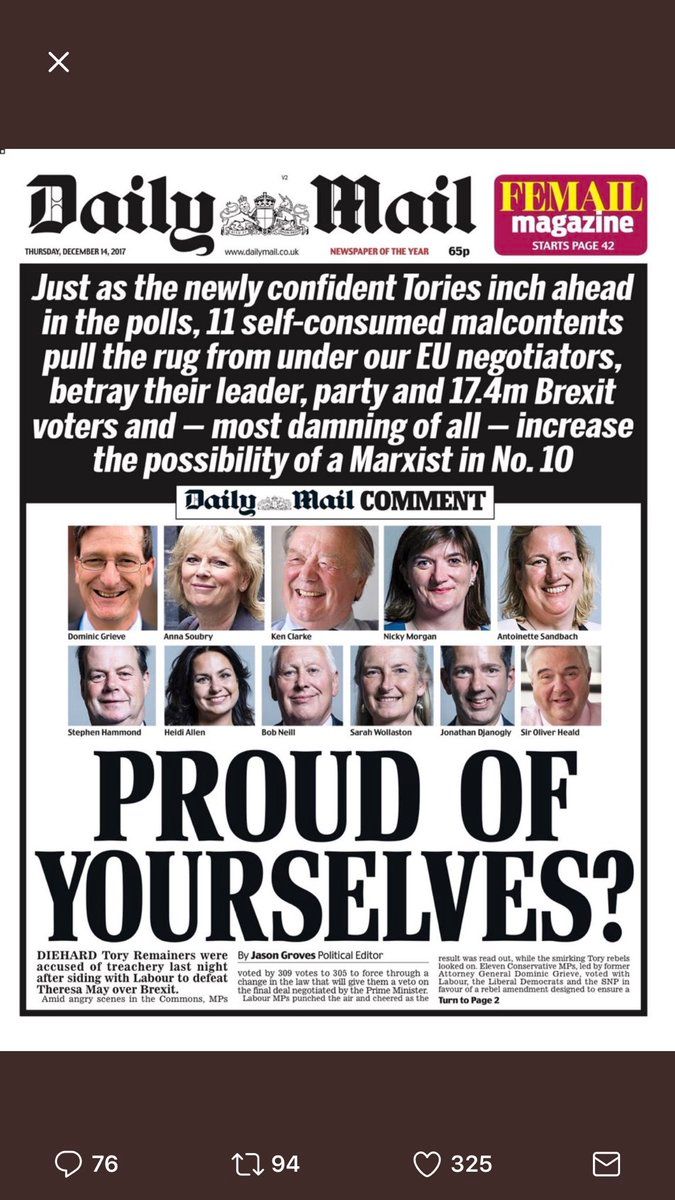 Daily Mail
V2
FEMAIL
magazine
STARTS PAGE 42
THURSDAY, DECEMBER 14, 2017 www.dailymail.co.uk NEWSPAPER OF THE YEAR 65p
Just as the newly confident Tories inch ahead
in the polls, 11 self-consumed malcontents
pull the rug from under our EU negotiators,
betray their leader, party and 17.4m Brexit
voters and – most damning of all – increase
the possibility of a Marxist in No. 10
Daily Mail COMMENT
Dominic Grieve Anna Soubry Ken Clarke Nicky Morgan Antoinette Sandbach
Stephen Hammond Heidi Allen Bob Neill Sarah Wollaston Jonathan Djanogly Sir Oliver Heald
PROUD OF
YOURSELVES?
DIEHARD Tory Remainers were
accused of treachery last night
after siding with Labour to defeat
Theresa May over Brexit.
Amid angry scenes in the Commons, MPs
By Jason Groves Political Editor
voted by 309 votes to 305 to force through a
change in the law that will give them a veto on
the final deal negotiated by the Prime Minister.
Labour MPs punched the air and cheered as the
result was read out, while the smirking Tory rebels
looked on. Eleven Conservative MPs, led by former
Attorney General Dominic Grieve, voted with
Labour, the Liberal Democrats and the SNP in
favour of a rebel amendment designed to ensure a
Turn to Page 2
76 94 325